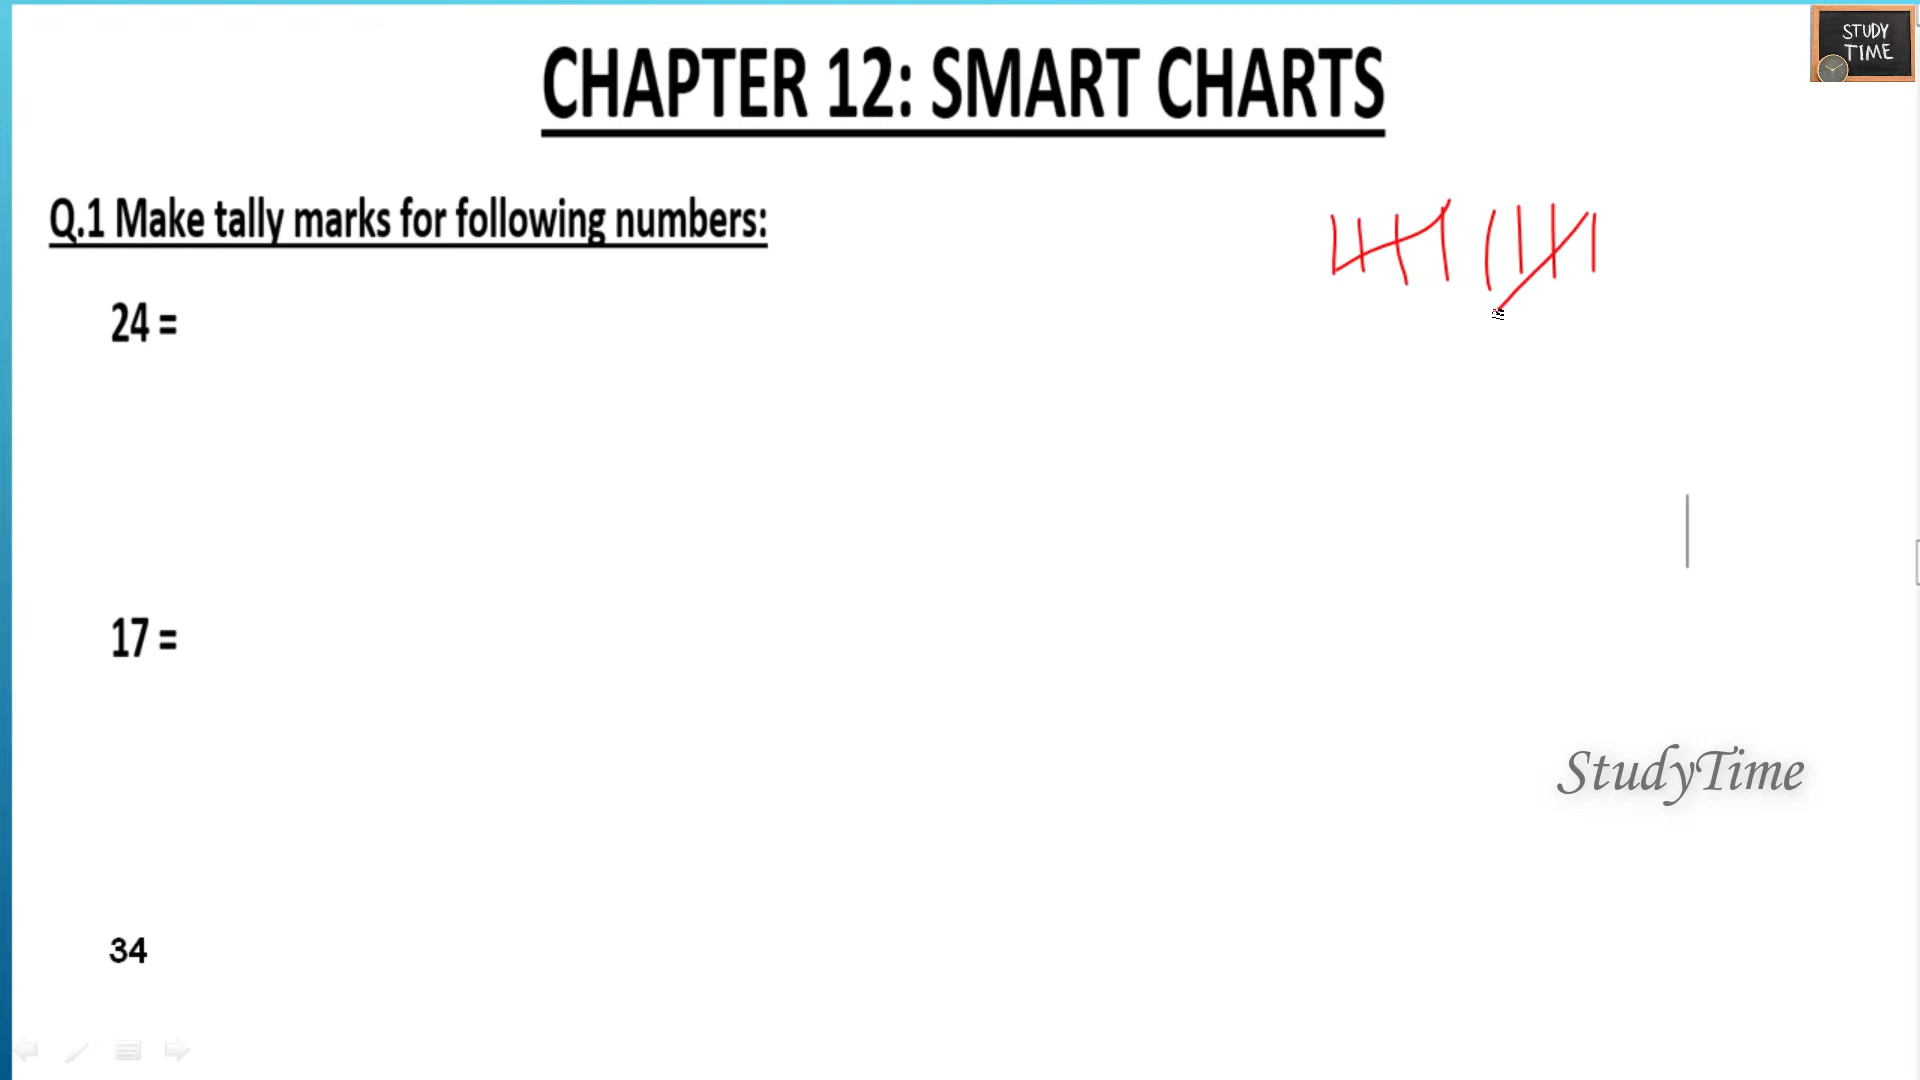 CHAPTER 12: SMART CHARTS
STUDY
TIME
Q.1 Make tally marks for following numbers:
24 =
17 =
StudyTime
34